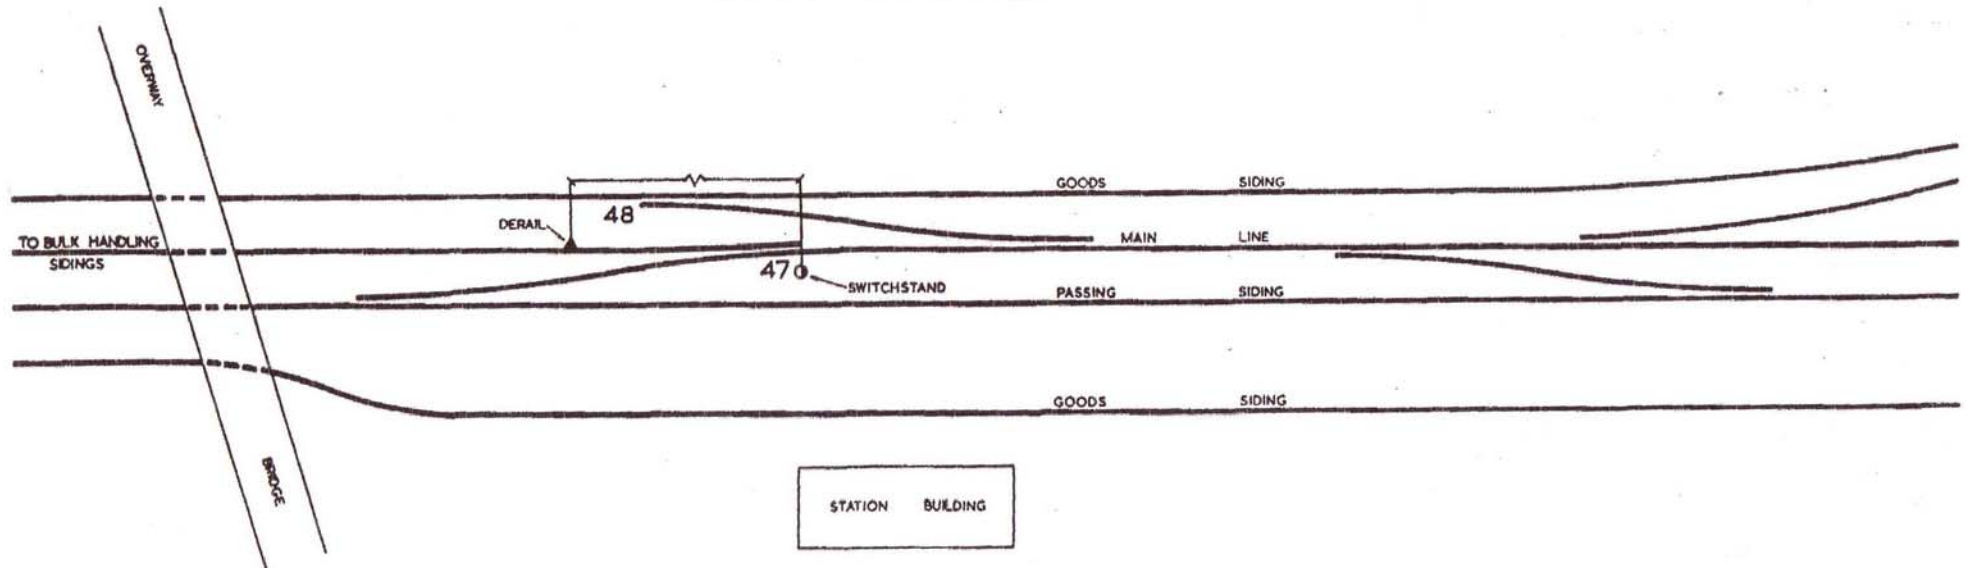 OVERWAY
GOODS SIDING
48
DERAIL
TO BULK HANDLING
SIDINGS
MAIN LINE
47
SWITCHSTAND
PASSING SIDING
GOODS SIDING
BRIDGE
STATION BUILDING